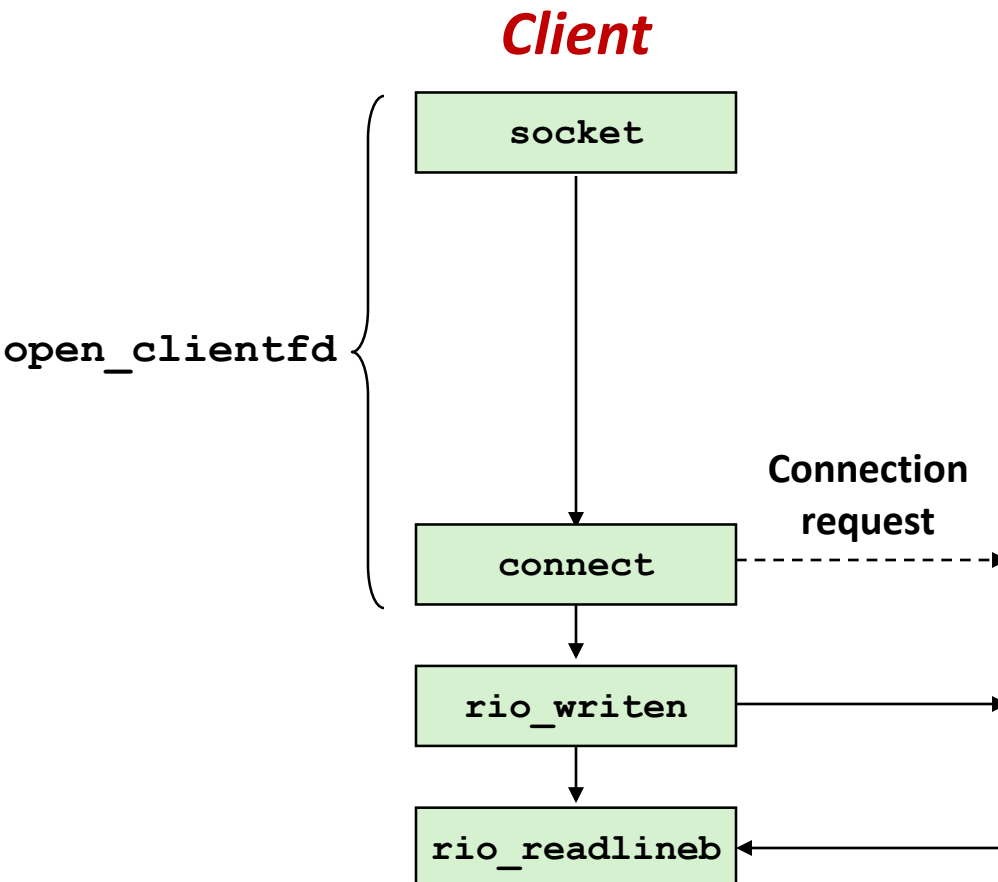 Client
socket
open_clientfd
Connection
request
connect
rio_writen
rio_readlineb